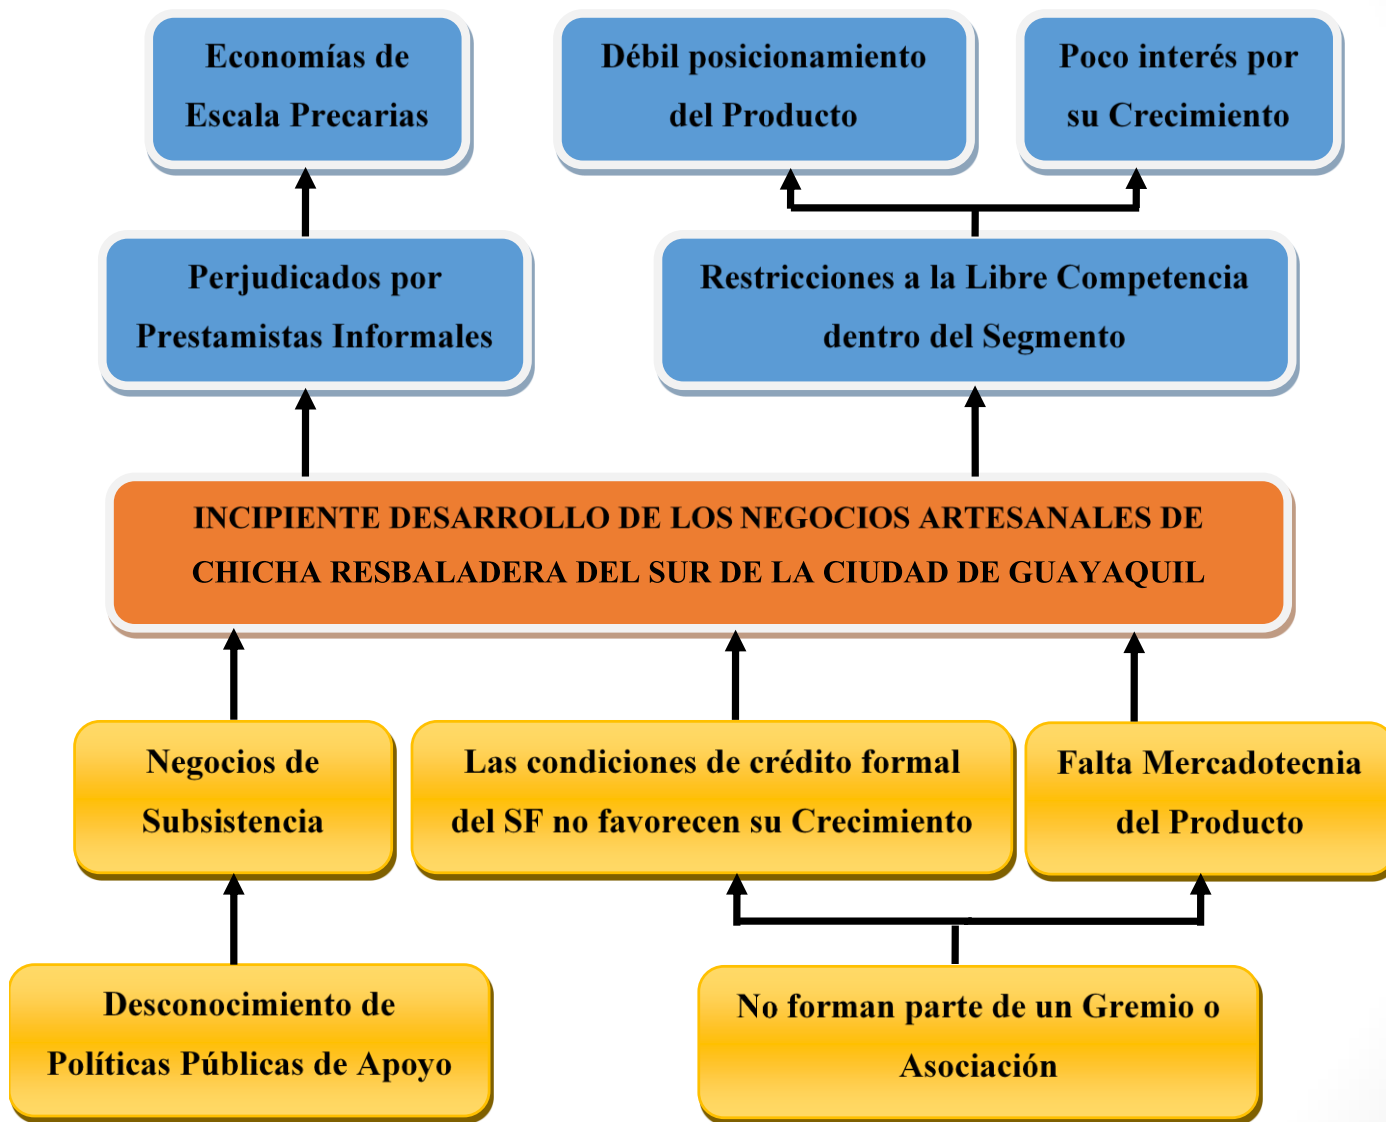 Economías de
Escala Precarias
Débil posicionamiento
del Producto
Poco interés por
su Crecimiento
Perjudicados por
Prestamistas Informales
Restricciones a la Libre Competencia
dentro del Segmento
INCIPIENTE DESARROLLO DE LOS NEGOCIOS ARTESANALES DE
CHICHA RESBALADERA DEL SUR DE LA CIUDAD DE GUAYAQUIL
Negocios de
Subsistencia
Las condiciones de crédito formal
del SF no favorecen su Crecimiento
Falta Mercadotecnia
del Producto
Desconocimiento de
Políticas Públicas de Apoyo
No forman parte de un Gremio o
Asociación